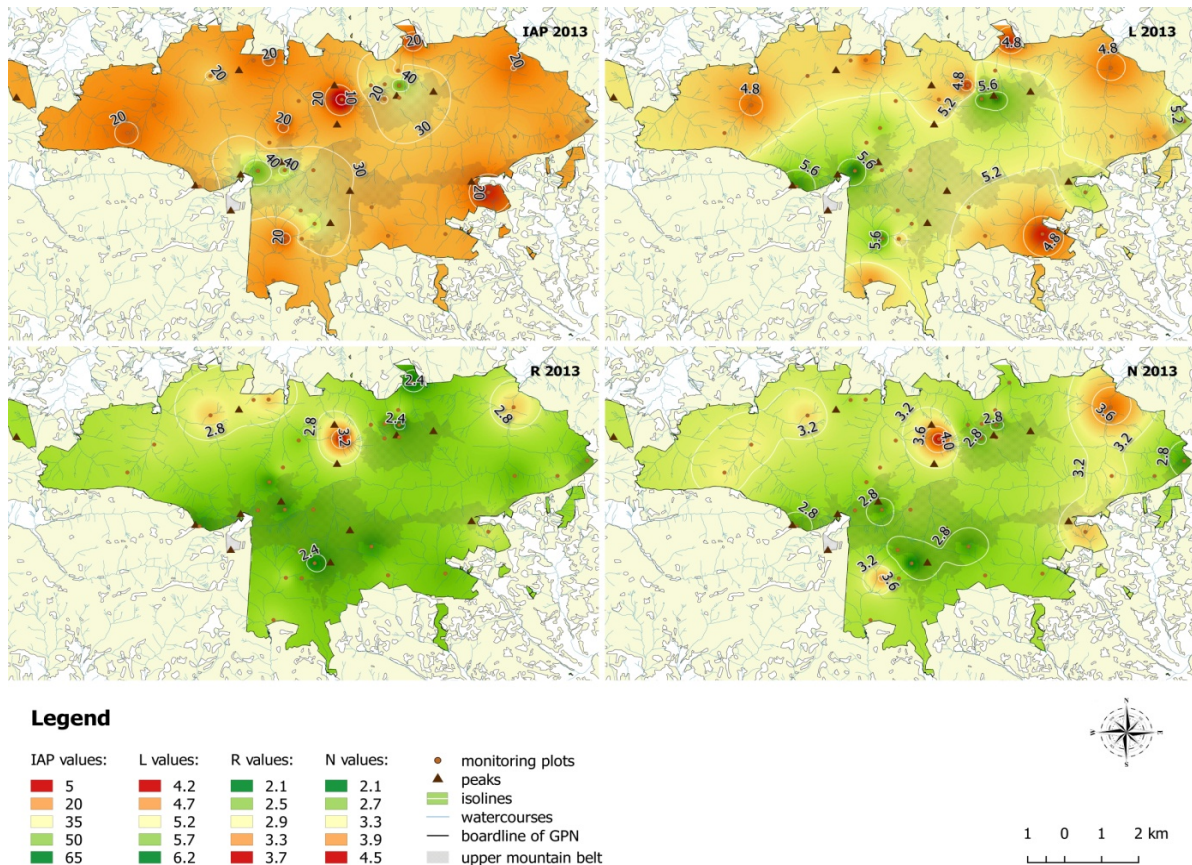 IAP 2013
20
20
20
20
40
20
10
20
20
30
20
20
40
40
30
20
20
L 2013
4.8
4.8
4.8
4.8
5.6
5.2
5.2
5.6
5.6
5.2
5.6
4.8
R 2013
2.4
2.8
2.8
3.2
2.8
2.4
2.4
N 2013
3.2
3.2
3.6
4.0
2.8
2.8
3.6
3.2
3.2
2.8
2.8
2.8
2.8
3.2
3.6
Legend
IAP values: L values: R values: N values:
5 4.2 2.1 2.1
20 4.7 2.5 2.7
35 5.2 2.9 3.3
50 5.7 3.3 3.9
65 6.2 3.7 4.5
monitoring plots
peaks
isolines
watercourses
boardline of GPN
upper mountain belt
N
W E
S
1 0 1 2 km